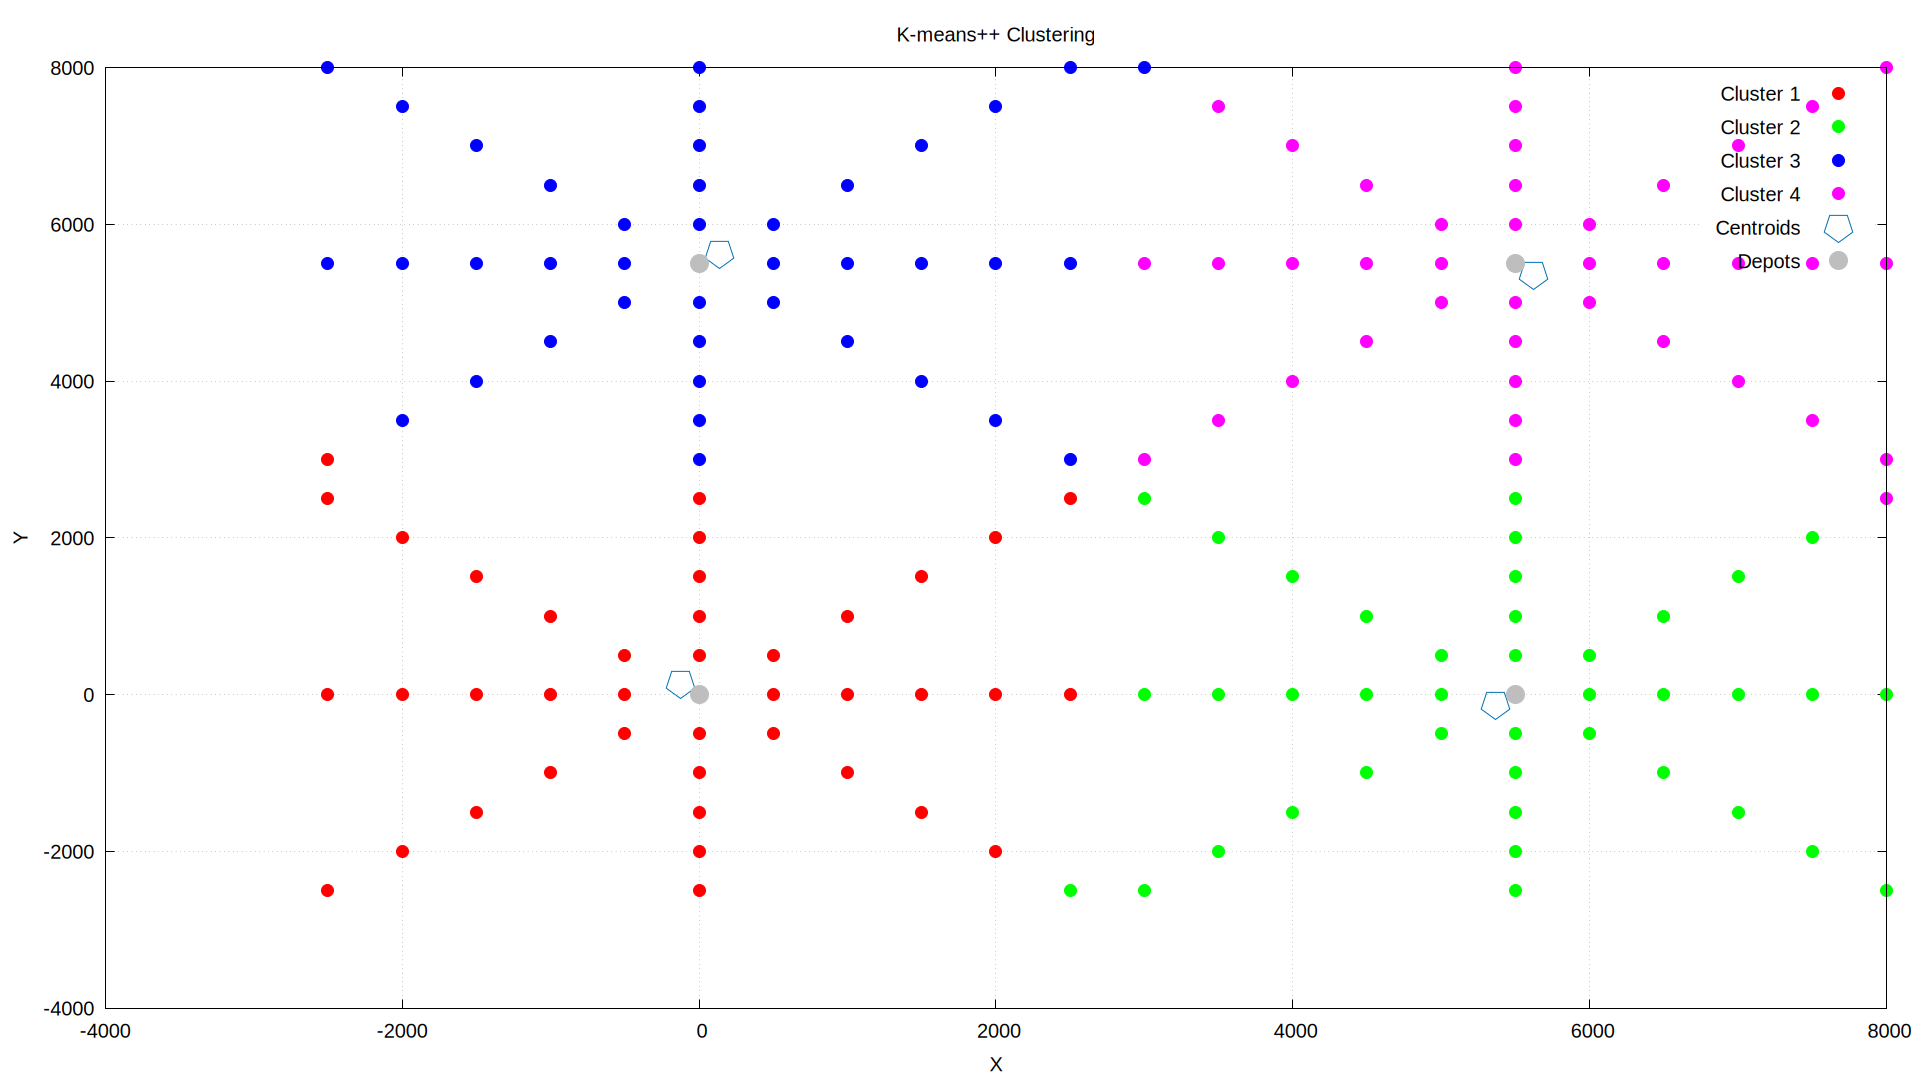 K-means++ Clustering
8000
Cluster 1
Cluster 2
Cluster 3
Cluster 4
6000
Centroids
Depots
4000
Y
2000
0
-2000
-4000
-4000 -2000 0 2000 4000 6000 8000
X